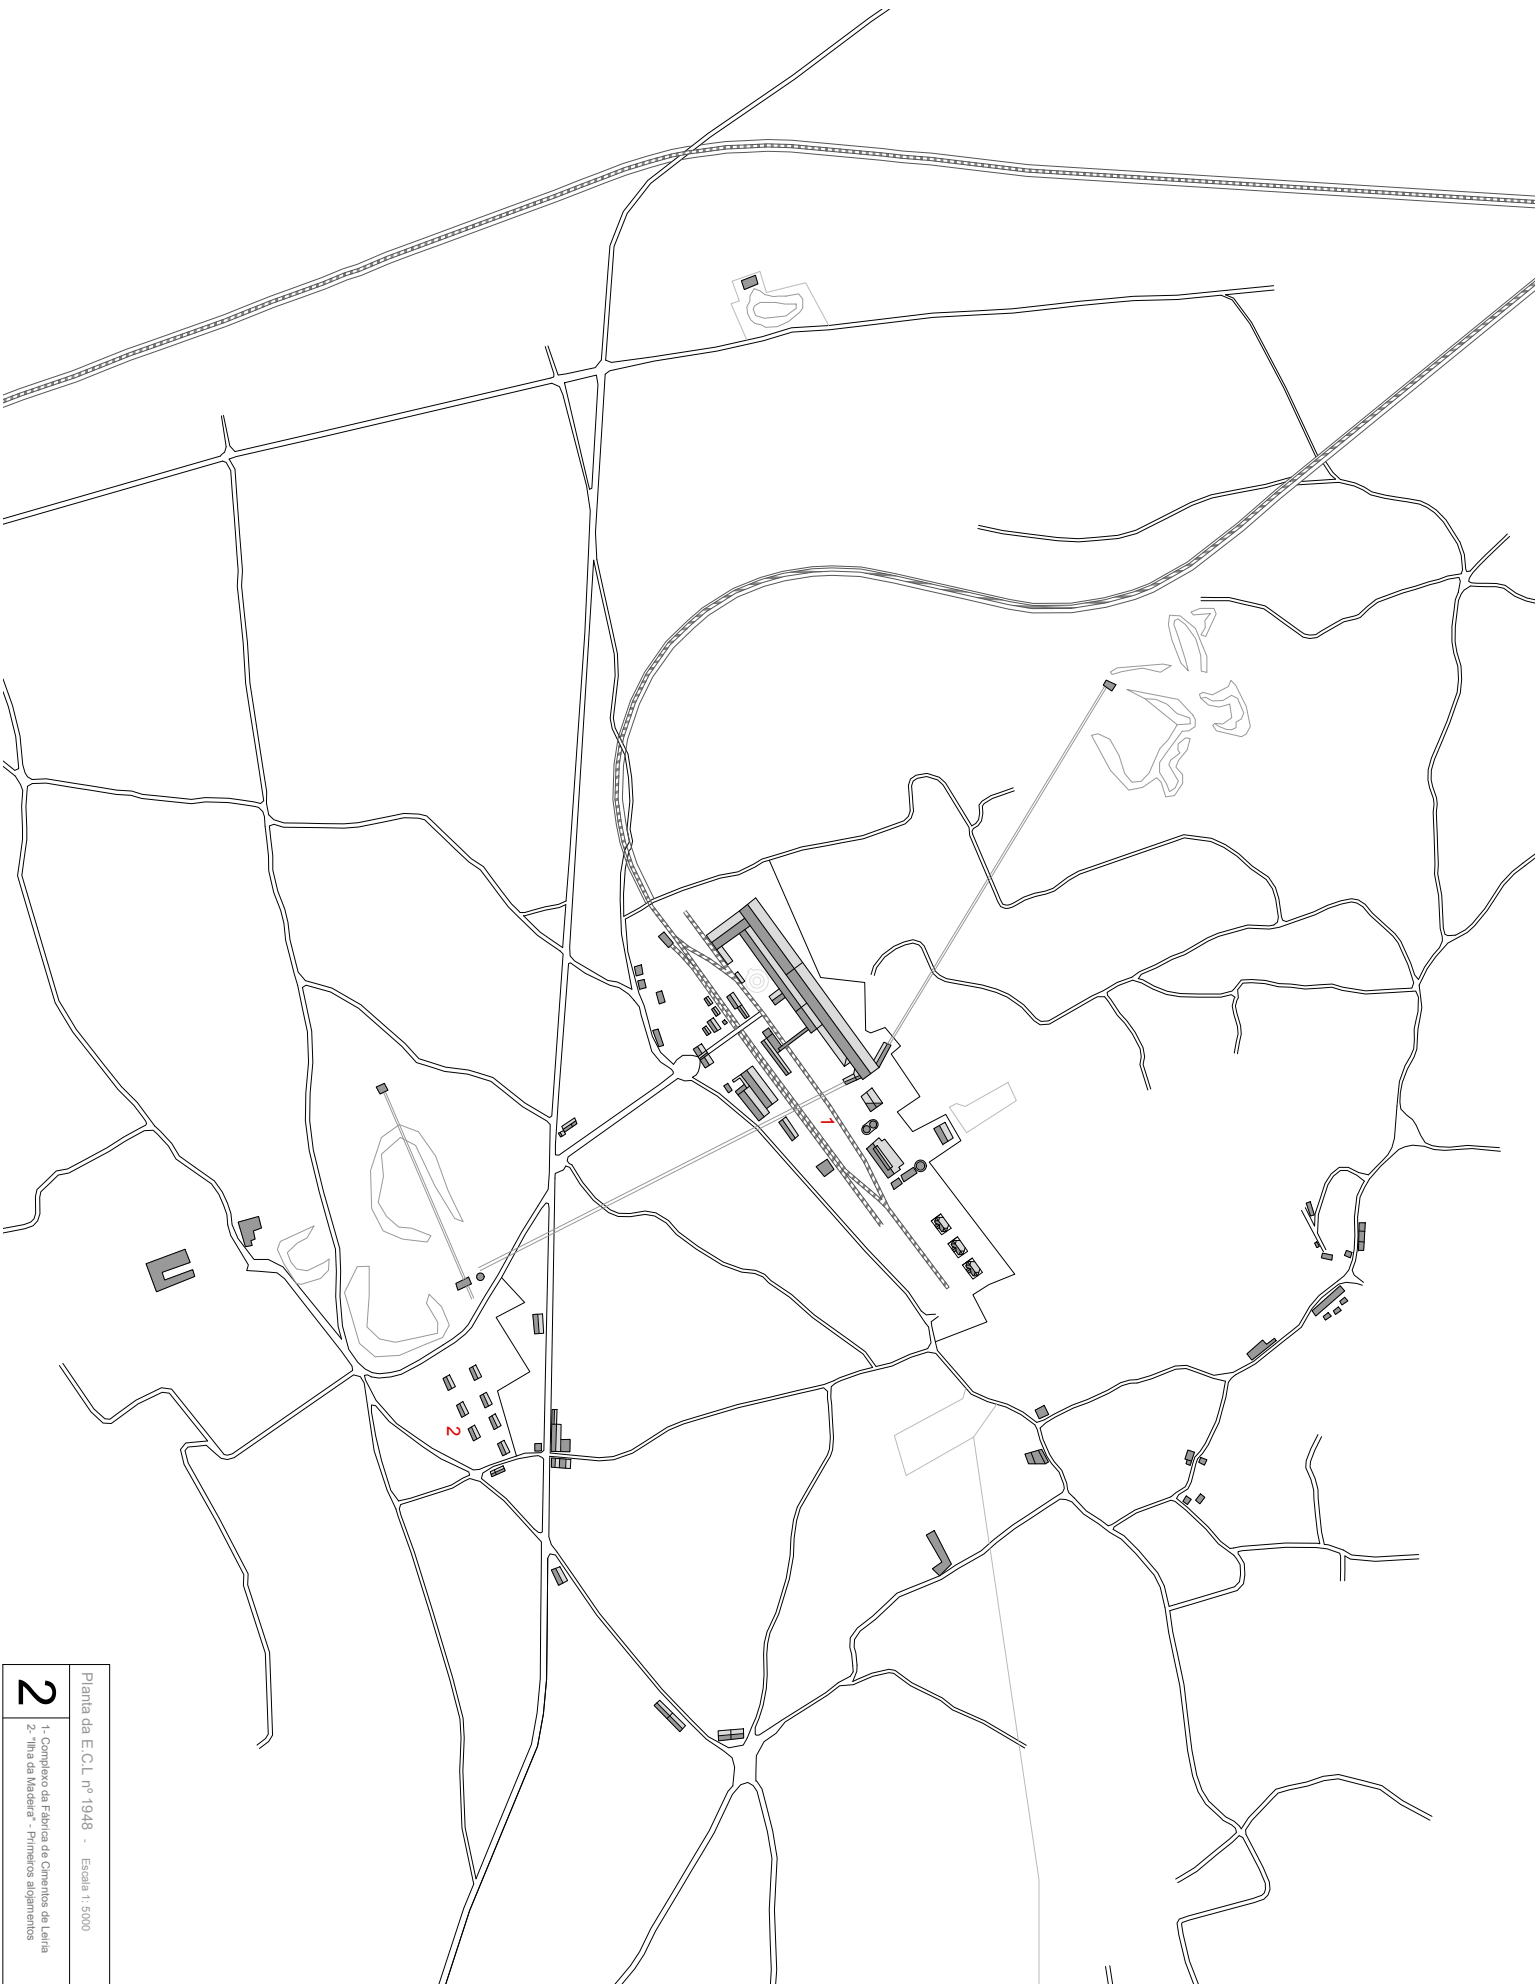 1
2
Planta da E.C.L nº 1948 - Escala 1: 5000
2
1- Complexo da Fábrica de Cimentos de Leiria
2- "Ilha da Madeira" - Primeiros alojamentos